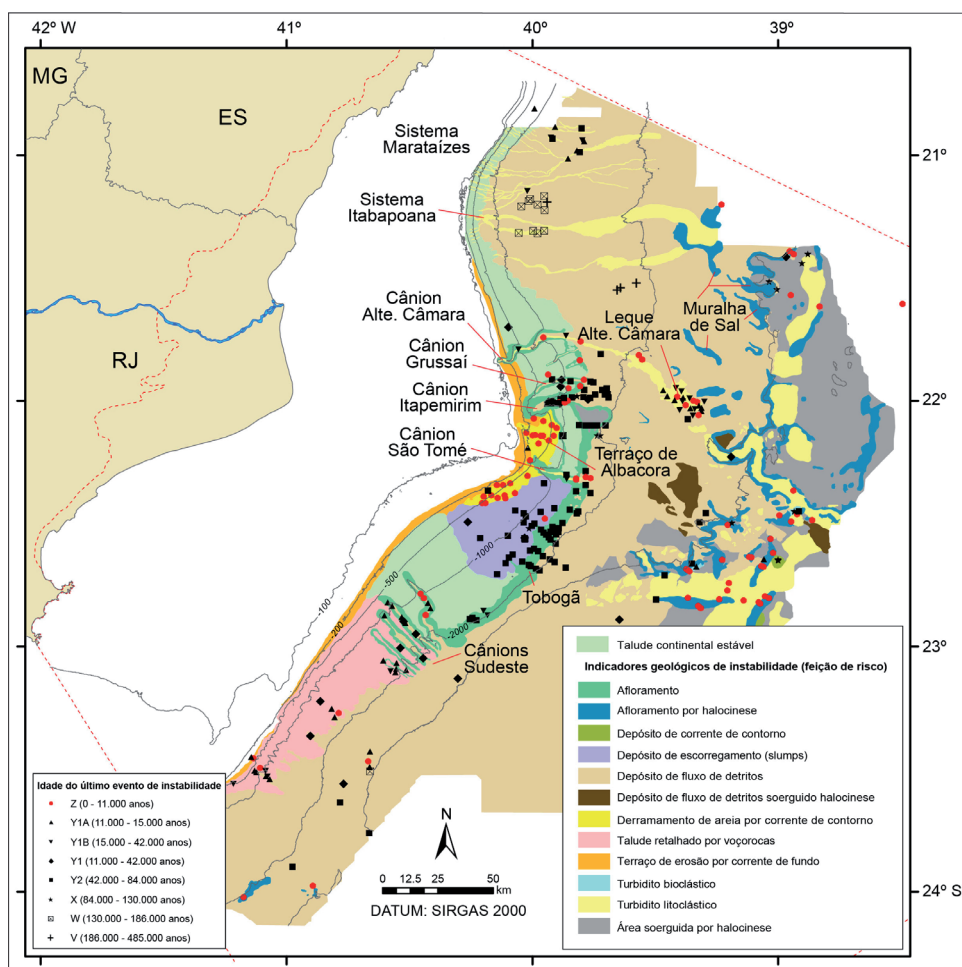 42° W
41°
40°
39°
MG
ES
RJ
21°
22°
23°
24° S
Sistema
Marataízes
Sistema
Itabapoana
Cânion
Alte. Câmara
Cânion
Grussaí
Cânion
Itapemirim
Cânion
São Tomé
Leque
Alte. Câmara
Muralha
de Sal
Terraço de
Albacora
Tobogã
Cânions
Sudeste
-100
-200
-500
-1000
-2000
N
0 12.5 25 50
km
DATUM: SIRGAS 2000
Idade do último evento de instabilidade
Z (0 - 11.000 anos)
Y1A (11.000 - 15.000 anos)
Y1B (15.000 - 42.000 anos)
Y1 (11.000 - 42.000 anos)
Y2 (42.000 - 84.000 anos)
X (84.000 - 130.000 anos)
W (130.000 - 186.000 anos)
V (186.000 - 485.000 anos)
Talude continental estável
Indicadores geológicos de instabilidade (feição de risco)
Afloramento
Afloramento por halocinese
Depósito de corrente de contorno
Depósito de escorregamento (slumps)
Depósito de fluxo de detritos
Depósito de fluxo de detritos soerguido halocinese
Derramamento de areia por corrente de contorno
Talude retalhado por voçorocas
Terraço de erosão por corrente de fundo
Turbidito bioclástico
Turbidito litoclástico
Área soerguida por halocinese